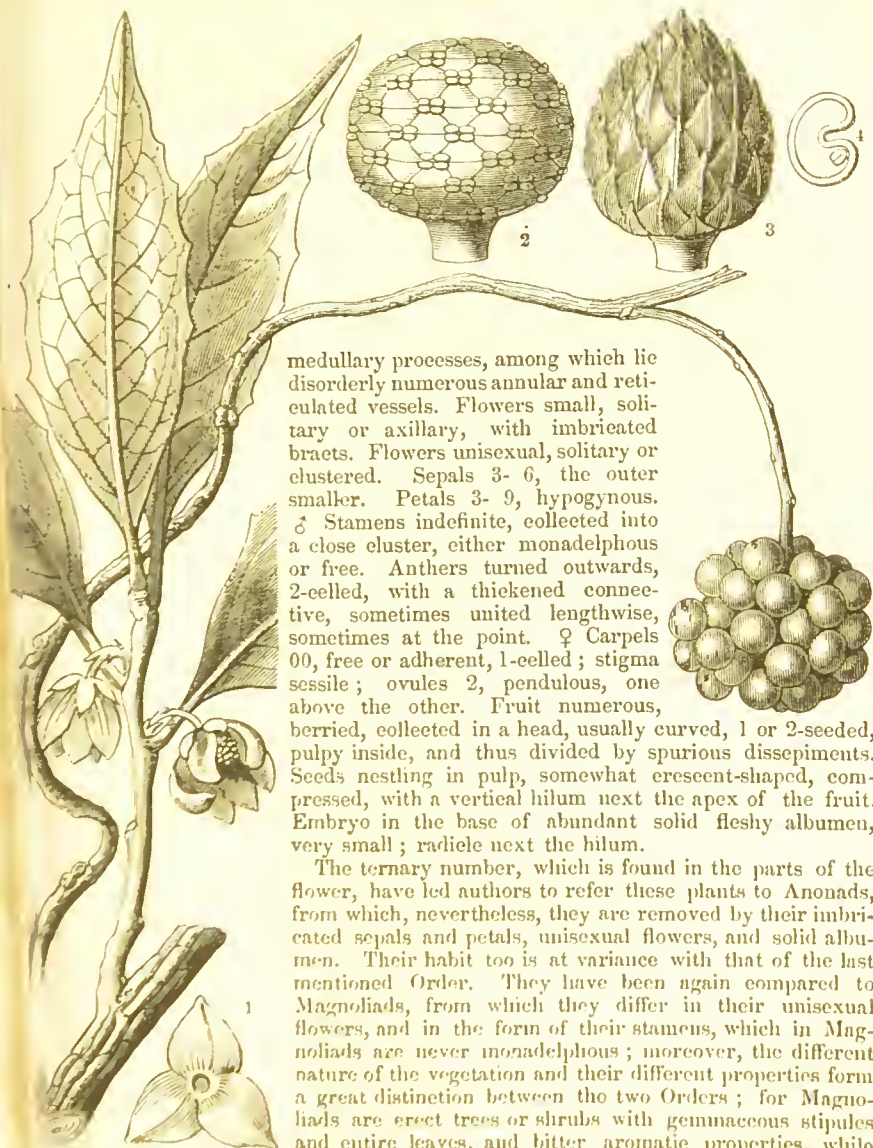 2
3
4
medullary processes, among which lie
disorderly numerous annular and reti-
culated vessels. Flowers small, soli-
tary or axillary, with imbricated
bracts. Flowers unisexual, solitary or
clustered. Sepals 3- 6, the outer
smaller. Petals 3- 9, hypogynous.
♂ Stamens indefinite, collected into
a close cluster, either monadelphous
or free. Anthers turned outwards,
2-celled, with a thickened connec-
tive, sometimes united lengthwise,
sometimes at the point. ♀ Carpels
00, free or adherent, 1-celled ; stigma
sessile ; ovules 2, pendulous, one
above the other. Fruit numerous,
berried, collected in a head, usually curved, 1 or 2-seeded,
pulpy inside, and thus divided by spurious dissepiments.
Seeds nestling in pulp, somewhat crescent-shaped, com-
pressed, with a vertical hilum next the apex of the fruit.
Embryo in the base of abundant solid fleshy albumen,
very small ; radicle next the hilum.
The ternary number, which is found in the parts of the
flower, have led authors to refer these plants to Anonads,
from which, nevertheless, they are removed by their imbri-
cated sepals and petals, unisexual flowers, and solid albu-
men. Their habit too is at variance with that of the last
mentioned Order. They have been again compared to
Magnoliads, from which they differ in their unisexual
flowers, and in the form of their stamens, which in Mag-
noliads are never monadelphous ; moreover, the different
nature of the vegetation and their different properties form
a great distinction between the two Orders ; for Magno-
liads are erect trees or shrubs with gemmaceous stipules
and entire leaves, and bitter aromatic properties, while
1